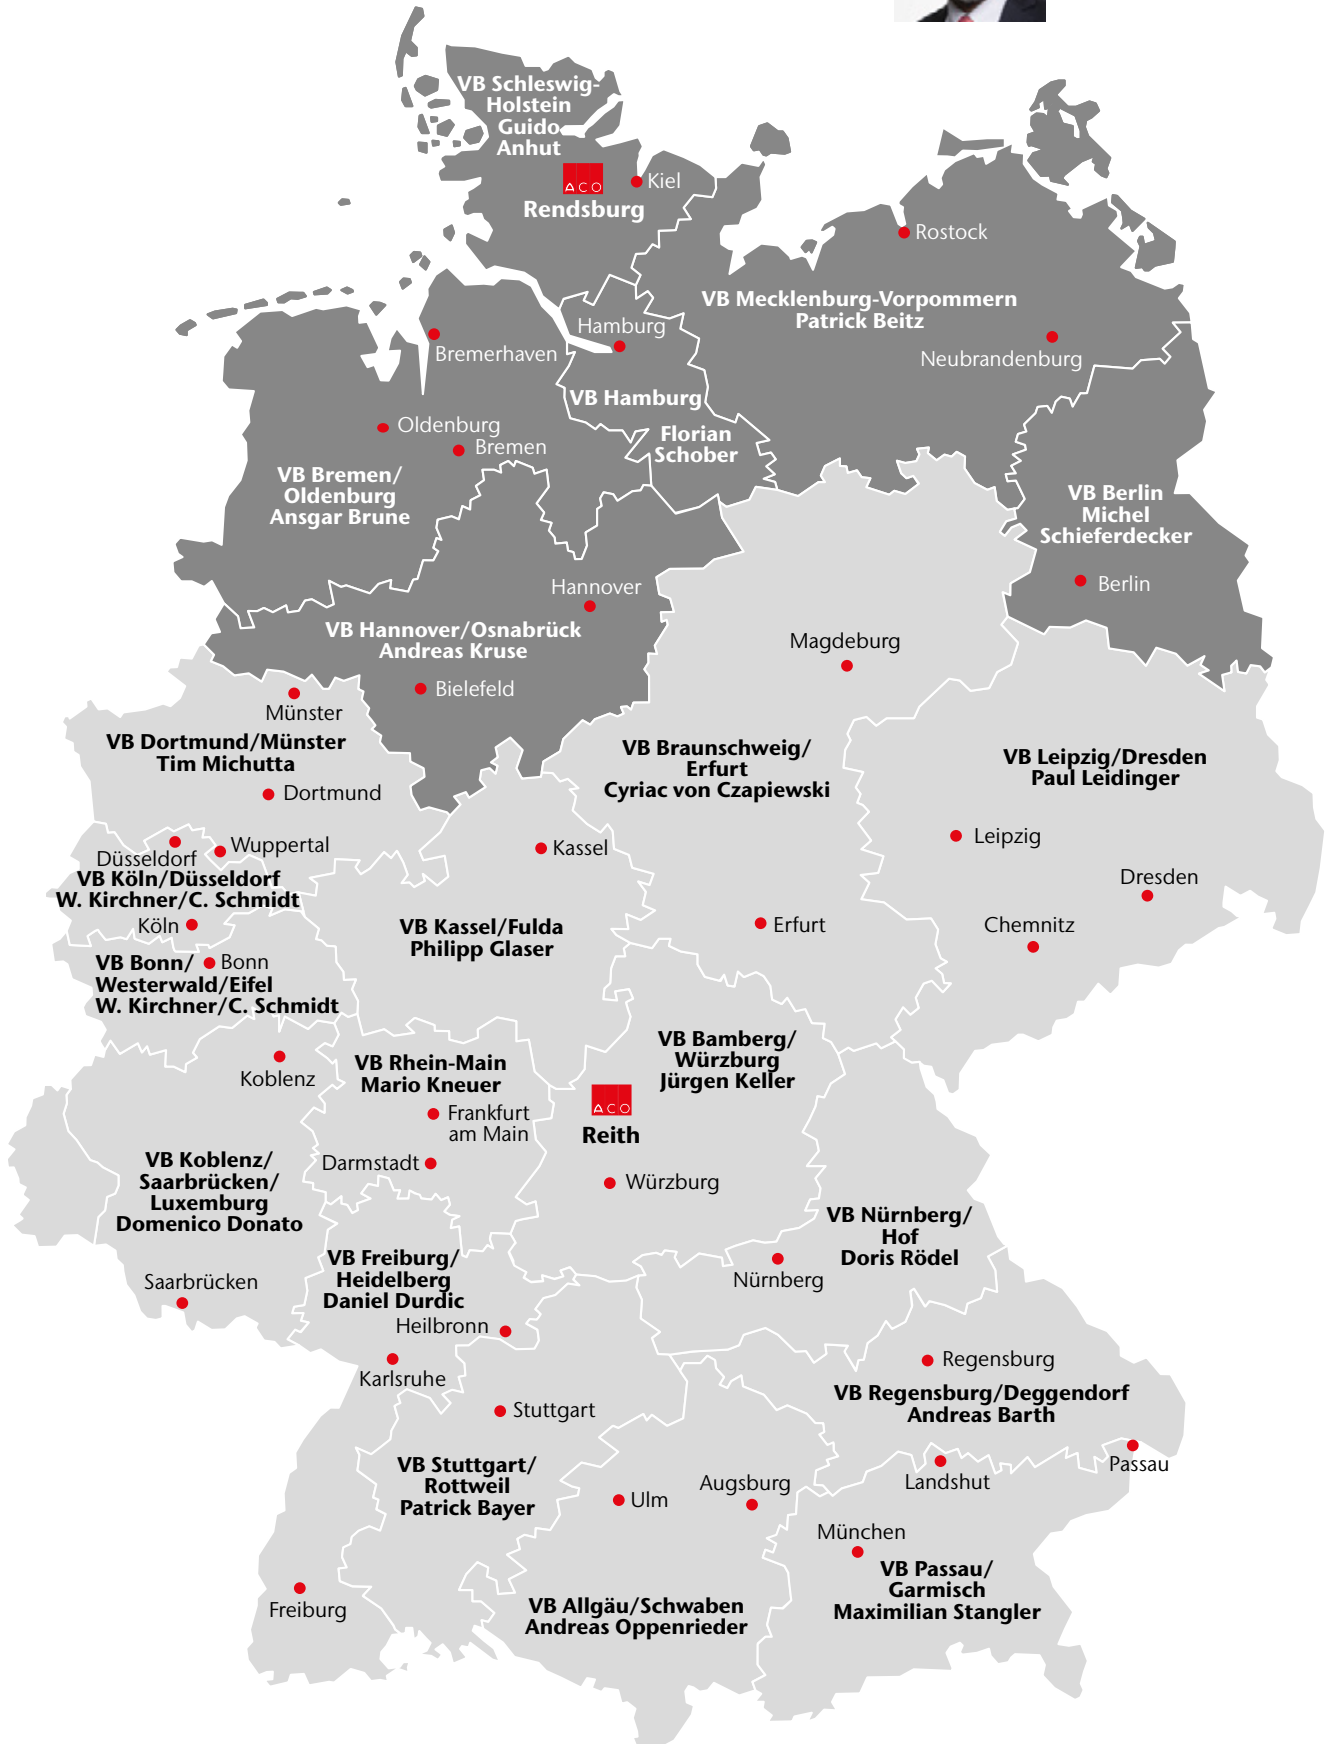 VB Schleswig-
Holstein
Guido
Anhut
ACO
Rendsburg
Kiel
Rostock
VB Mecklenburg-Vorpommern
Patrick Beitz
Neubrandenburg
Hamburg
Bremerhaven
VB Hamburg
Florian
Schober
Oldenburg
Bremen
VB Bremen/
Oldenburg
Ansgar Brune
VB Berlin
Michel
Schieferdecker
Berlin
Hannover
VB Hannover/Osnabrück
Andreas Kruse
Bielefeld
Magdeburg
Münster
VB Dortmund/Münster
Tim Michutta
Dortmund
VB Braunschweig/
Erfurt
Cyriac von Czapiewski
VB Leipzig/Dresden
Paul Leidinger
Leipzig
Dresden
Chemnitz
Wuppertal
Düsseldorf
VB Köln/Düsseldorf
W. Kirchner/C. Schmidt
Köln
Kassel
VB Kassel/Fulda
Philipp Glaser
Erfurt
VB Bonn/
Bonn
Westerwald/Eifel
W. Kirchner/C. Schmidt
Koblenz
VB Rhein-Main
Mario Kneuer
Frankfurt
am Main
Darmstadt
VB Bamberg/
Würzburg
Jürgen Keller
ACO
Reith
Würzburg
VB Koblenz/
Saarbrücken/
Luxemburg
Domenico Donato
Saarbrücken
VB Freiburg/
Heidelberg
Daniel Durdic
Heilbronn
Karlsruhe
VB Nürnberg/
Hof
Doris Rödel
Nürnberg
Regensburg
VB Regensburg/Deggendorf
Andreas Barth
Passau
Landshut
Stuttgart
VB Stuttgart/
Rottweil
Patrick Bayer
Ulm
Augsburg
München
VB Passau/
Garmisch
Maximilian Stangler
Freiburg
VB Allgäu/Schwaben
Andreas Oppenrieder